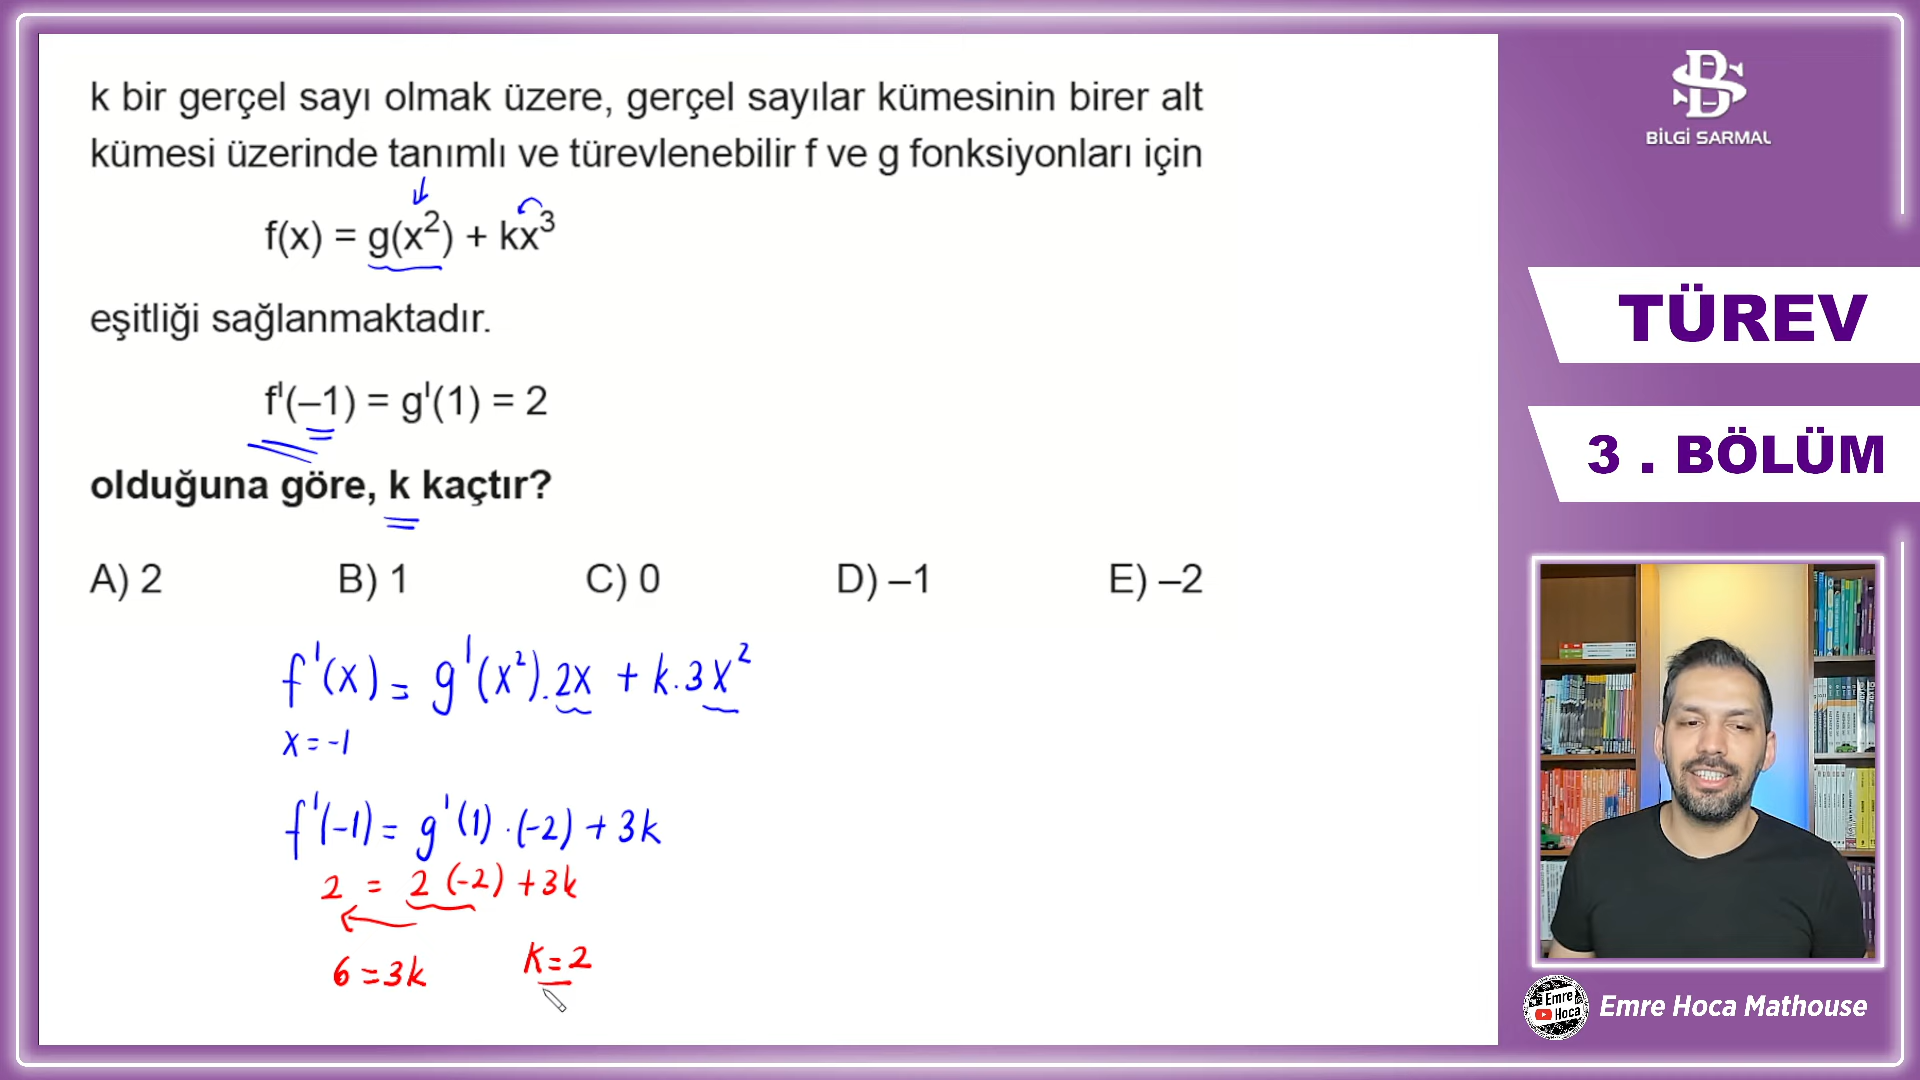 k bir gerçel sayı olmak üzere, gerçel sayılar kümesinin birer alt
kümesi üzerinde tanımlı ve türevlenebilir f ve g fonksiyonları için
f(x) = g(x²) + kx³
eşitliği sağlanmaktadır.
f'(–1) = g'(1) = 2
olduğuna göre, k kaçtır?
A) 2 B) 1 C) 0 D) –1 E) –2
f'(x) = g'(x²).2x + k.3x²
x = -1
f'(-1) = g'(1).(-2) + 3k
2 = 2(-2) + 3k
6 = 3k
k = 2
BS
BİLGİ SARMAL
TÜREV
3 . BÖLÜM
Emre
Hoca
Emre Hoca Mathouse